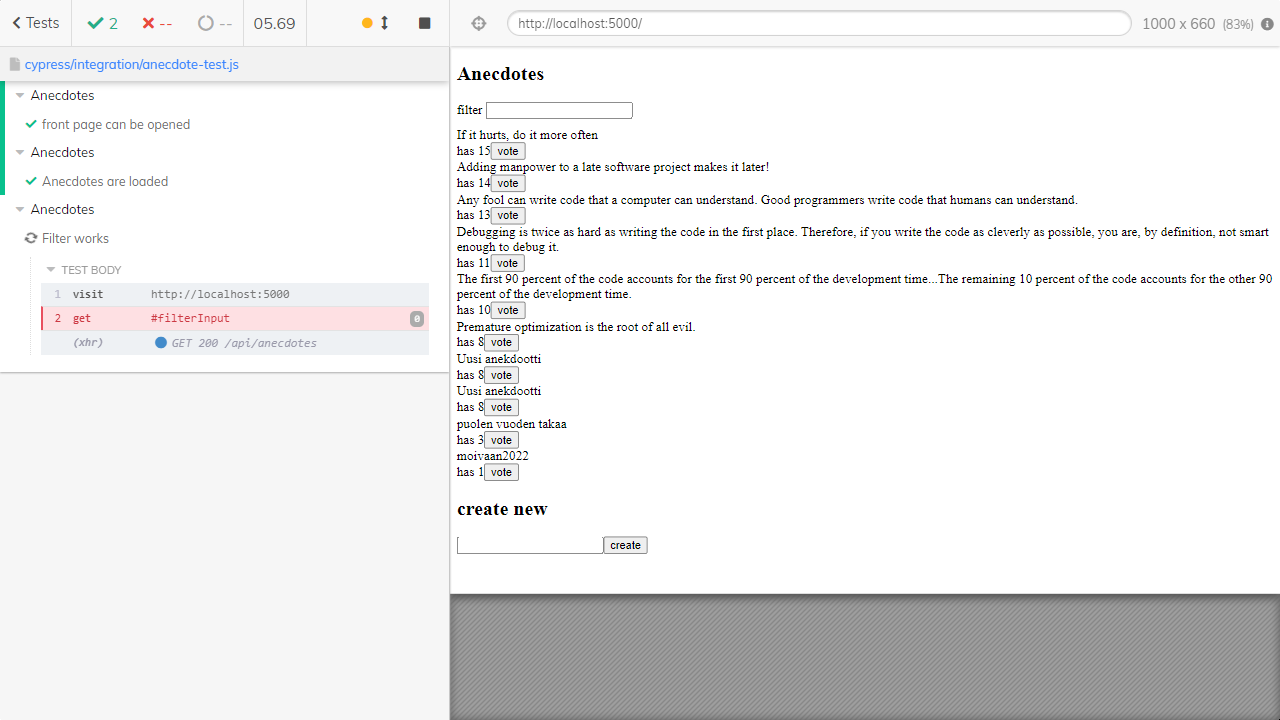 Tests
2
--
--
05.69
http://localhost:5000/
1000 x 660 (83%)
cypress/integration/anecdote-test.js
Anecdotes
front page can be opened
Anecdotes
Anecdotes are loaded
Anecdotes
Filter works
TEST BODY
1 visit http://localhost:5000
2 get #filterInput 0
(xhr) GET 200 /api/anecdotes
Anecdotes
filter
If it hurts, do it more often
has 15 vote
Adding manpower to a late software project makes it later!
has 14 vote
Any fool can write code that a computer can understand. Good programmers write code that humans can understand.
has 13 vote
Debugging is twice as hard as writing the code in the first place. Therefore, if you write the code as cleverly as possible, you are, by definition, not smart
enough to debug it.
has 11 vote
The first 90 percent of the code accounts for the first 90 percent of the development time...The remaining 10 percent of the code accounts for the other 90
percent of the development time.
has 10 vote
Premature optimization is the root of all evil.
has 8 vote
Uusi anekdootti
has 8 vote
Uusi anekdootti
has 8 vote
puolen vuoden takaa
has 3 vote
moivaan2022
has 1 vote
create new
create